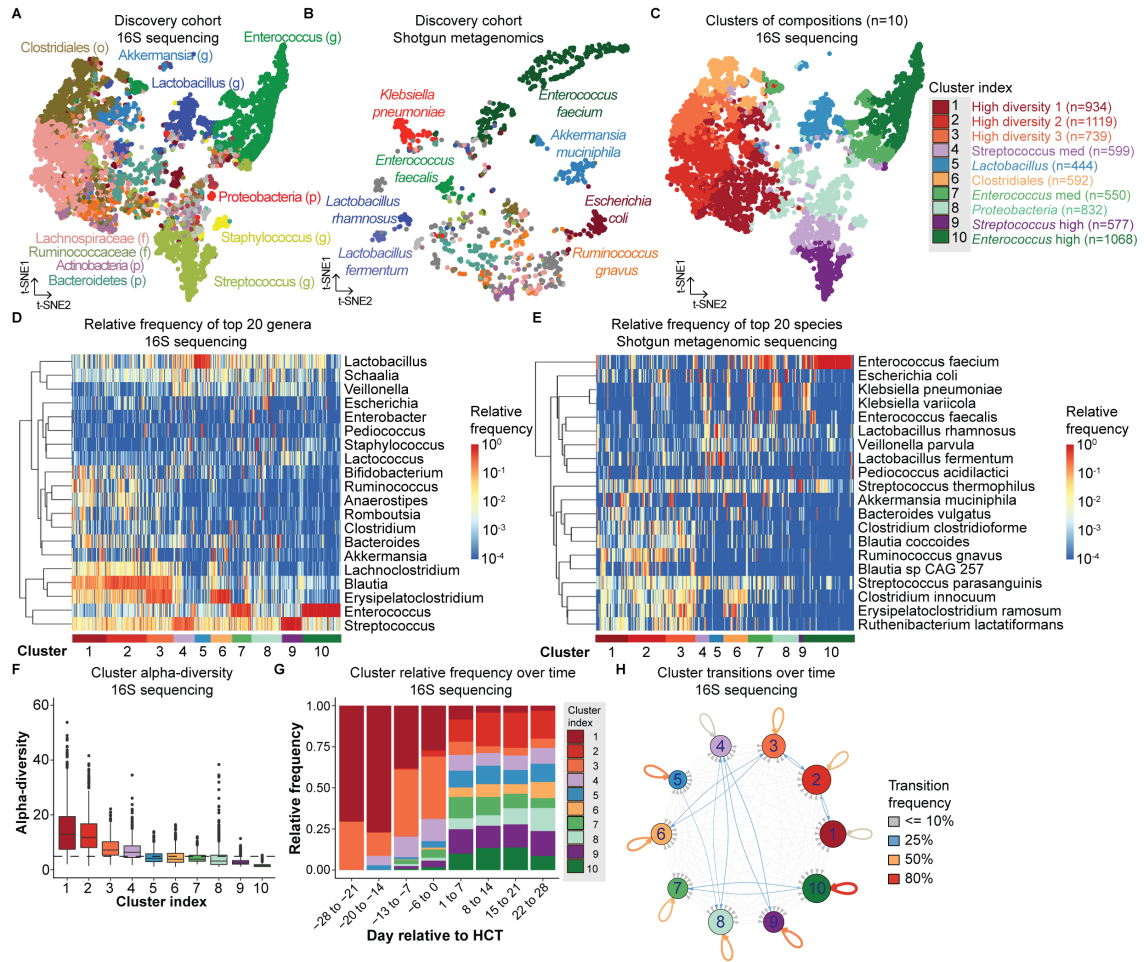 A
Discovery cohort
16S sequencing
Clostridiales (o)
Akkermansia (g)
Enterococcus (g)
Lactobacillus (g)
Proteobacteria (p)
Lachnospiraceae (f)
Ruminococcaceae (f)
Actinobacteria (p)
Bacteroidetes (p)
Staphylococcus (g)
Streptococcus (g)
t-SNE1
t-SNE2
B
Discovery cohort
Shotgun metagenomics
Klebsiella
pneumoniae
Enterococcus
faecium
Akkermansia
muciniphila
Enterococcus
faecalis
Lactobacillus
rhamnosus
Escherichia
coli
Lactobacillus
fermentum
Ruminococcus
gnavus
t-SNE1
t-SNE2
C
Clusters of compositions (n=10)
16S sequencing
t-SNE1
t-SNE2
Cluster index
1 High diversity 1 (n=934)
2 High diversity 2 (n=1119)
3 High diversity 3 (n=739)
4 Streptococcus med (n=599)
5 Lactobacillus (n=444)
6 Clostridiales (n=592)
7 Enterococcus med (n=550)
8 Proteobacteria (n=832)
9 Streptococcus high (n=577)
10 Enterococcus high (n=1068)
D
Relative frequency of top 20 genera
16S sequencing
Lactobacillus
Schaalia
Veillonella
Escherichia
Enterobacter
Pediococcus
Staphylococcus
Lactococcus
Bifidobacterium
Ruminococcus
Anaerostipes
Romboutsia
Clostridium
Bacteroides
Akkermansia
Lachnoclostridium
Blautia
Erysipelatoclostridium
Enterococcus
Streptococcus
Relative
frequency
10⁰
10⁻¹
10⁻²
10⁻³
10⁻⁴
Cluster 1 2 3 4 5 6 7 8 9 10
E
Relative frequency of top 20 species
Shotgun metagenomic sequencing
Enterococcus faecium
Escherichia coli
Klebsiella pneumoniae
Klebsiella variicola
Enterococcus faecalis
Lactobacillus rhamnosus
Veillonella parvula
Lactobacillus fermentum
Pediococcus acidilactici
Streptococcus thermophilus
Akkermansia muciniphila
Bacteroides vulgatus
Clostridium clostridioforme
Blautia coccoides
Ruminococcus gnavus
Blautia sp CAG 257
Streptococcus parasanguinis
Clostridium innocuum
Erysipelatoclostridium ramosum
Ruthenibacterium lactatiformans
Relative
frequency
10⁰
10⁻¹
10⁻²
10⁻³
10⁻⁴
Cluster 1 2 3 4 5 6 7 8 9 10
F
Cluster alpha-diversity
16S sequencing
Alpha-diversity
60
40
20
0
1 2 3 4 5 6 7 8 9 10
Cluster index
G
Cluster relative frequency over time
16S sequencing
Relative frequency
1.00
0.75
0.50
0.25
0.00
−28 to −21
−20 to −14
−13 to −7
−6 to 0
1 to 7
8 to 14
15 to 21
22 to 28
Day relative to HCT
Cluster
index
1
2
3
4
5
6
7
8
9
10
H
Cluster transitions over time
16S sequencing
4
3
5
2
6
1
7
10
8
9
Transition
frequency
<= 10%
25%
50%
80%